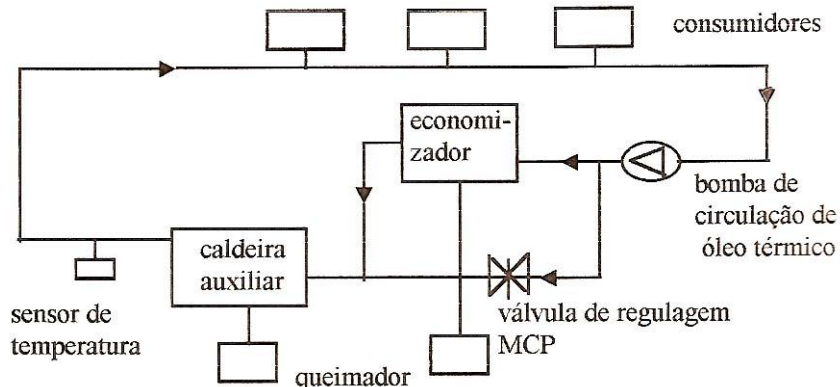 consumidores
economi-
zador
bomba de
circulação de
óleo térmico
caldeira
auxiliar
sensor de
temperatura
válvula de regulagem
MCP
queimador